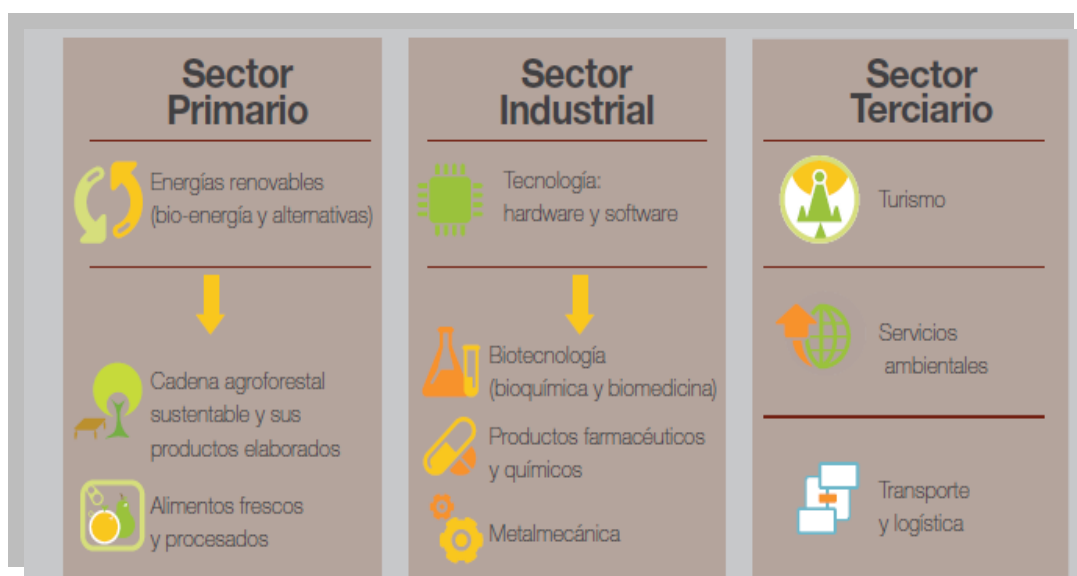 Sector
Primario
Energías renovables
(bio-energía y alternativas)
Cadena agroforestal
sustentable y sus
productos elaborados
Alimentos frescos
y procesados
Sector
Industrial
Tecnología:
hardware y software
Biotecnología
(bioquímica y biomedicina)
Productos farmacéuticos
y químicos
Metalmecánica
Sector
Terciario
Turismo
Servicios
ambientales
Transporte
y logística